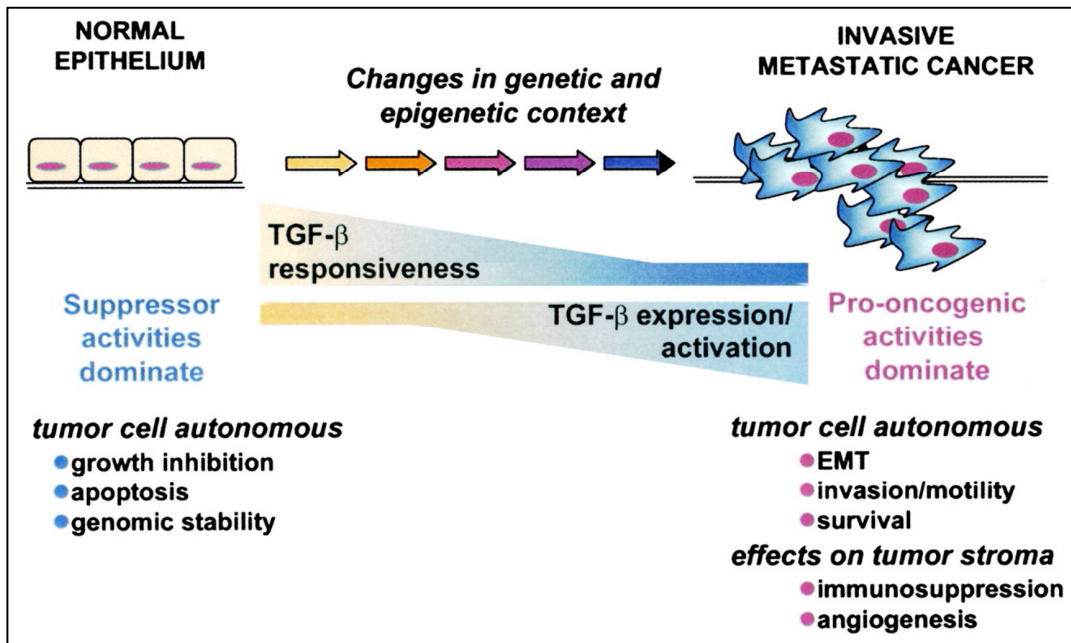 NORMAL
EPITHELIUM
Changes in genetic and
epigenetic context
INVASIVE
METASTATIC CANCER
TGF-β
responsiveness
TGF-β expression/
activation
Suppressor
activities
dominate
Pro-oncogenic
activities
dominate
tumor cell autonomous
growth inhibition
apoptosis
genomic stability
tumor cell autonomous
EMT
invasion/motility
survival
effects on tumor stroma
immunosuppression
angiogenesis